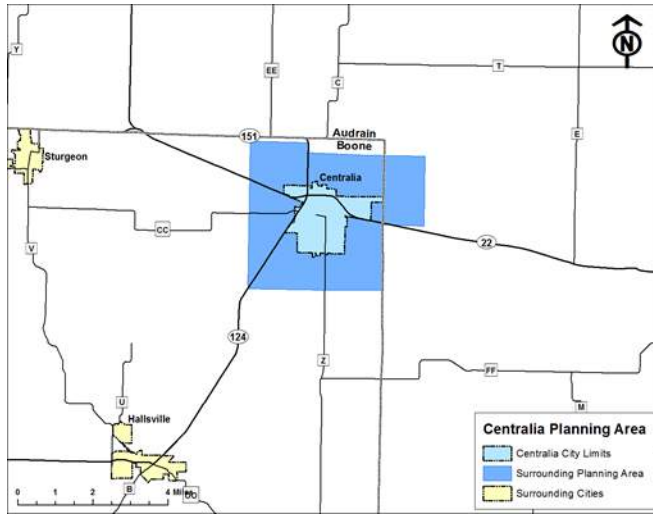 Y
EE
C
T
N
E
151
Audrain
Boone
Sturgeon
Centralia
CC
V
22
124
Z
FF
M
U
Hallsville
B
OO
0 1 2 4 Miles
Centralia Planning Area
Centralia City Limits
Surrounding Planning Area
Surrounding Cities